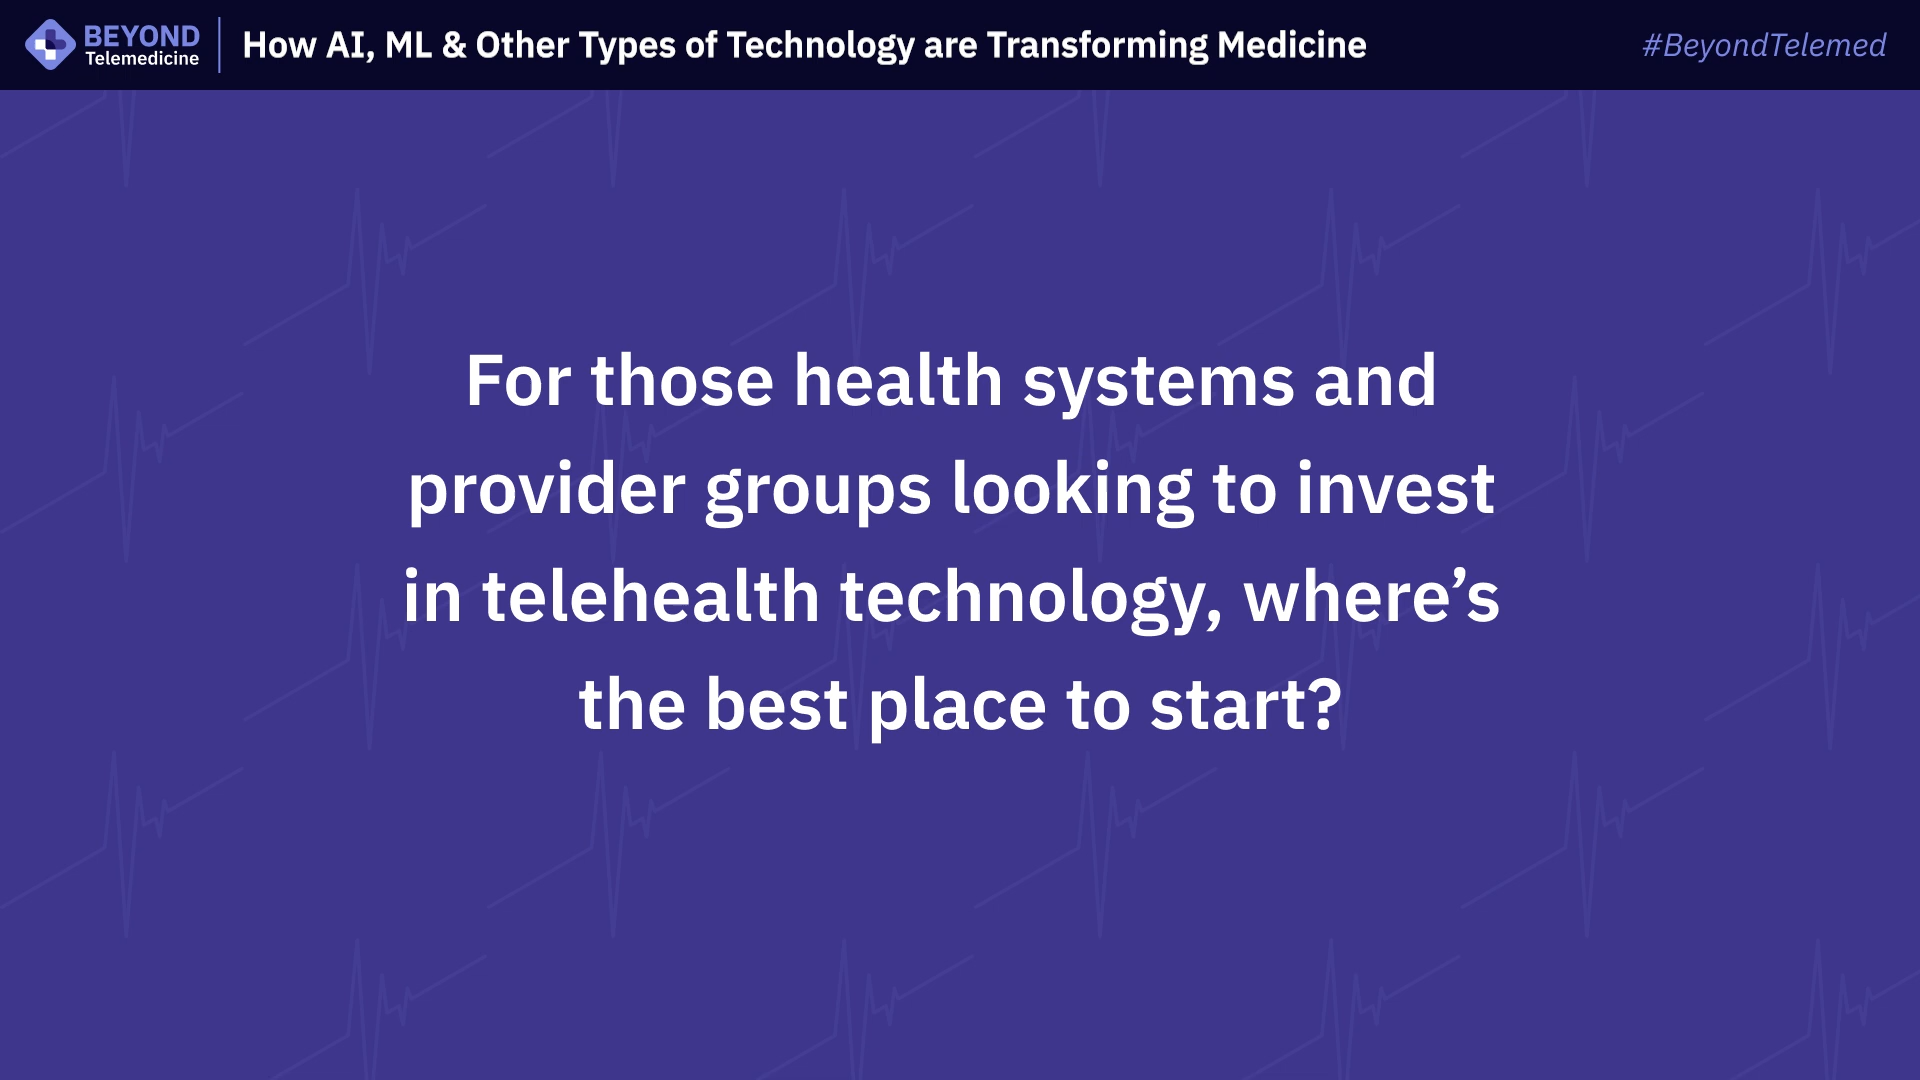 BEYOND
Telemedicine
How AI, ML & Other Types of Technology are Transforming Medicine
#BeyondTelemed
For those health systems and
provider groups looking to invest
in telehealth technology, where’s
the best place to start?